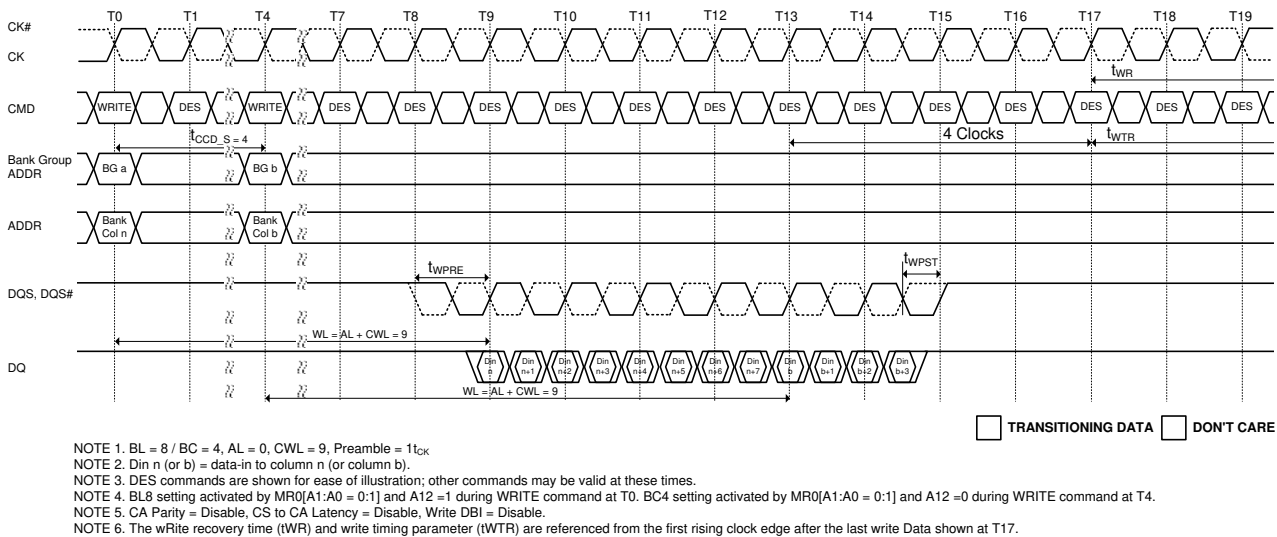 T0 T1 T4 T7 T8 T9 T10 T11 T12 T13 T14 T15 T16 T17 T18 T19
CK#
CK
tWR
CMD WRITE DES WRITE DES DES DES DES DES DES DES DES DES DES DES DES DES
tCCD_S = 4
4 Clocks
tWTR
Bank Group
ADDR
BG a BG b
ADDR
Bank
Col n
Bank
Col b
tWPRE
tWPST
DQS, DQS#
WL = AL + CWL = 9
DQ
Din
n
Din
n+1
Din
n+2
Din
n+3
Din
n+4
Din
n+5
Din
n+6
Din
n+7
Din
b
Din
b+1
Din
b+2
Din
b+3
WL = AL + CWL = 9
TRANSITIONING DATA DON'T CARE
NOTE 1. BL = 8 / BC = 4, AL = 0, CWL = 9, Preamble = 1tCK
NOTE 2. Din n (or b) = data-in to column n (or column b).
NOTE 3. DES commands are shown for ease of illustration; other commands may be valid at these times.
NOTE 4. BL8 setting activated by MR0[A1:A0 = 0:1] and A12 =1 during WRITE command at T0. BC4 setting activated by MR0[A1:A0 = 0:1] and A12 =0 during WRITE command at T4.
NOTE 5. CA Parity = Disable, CS to CA Latency = Disable, Write DBI = Disable.
NOTE 6. The wRite recovery time (tWR) and write timing parameter (tWTR) are referenced from the first rising clock edge after the last write Data shown at T17.